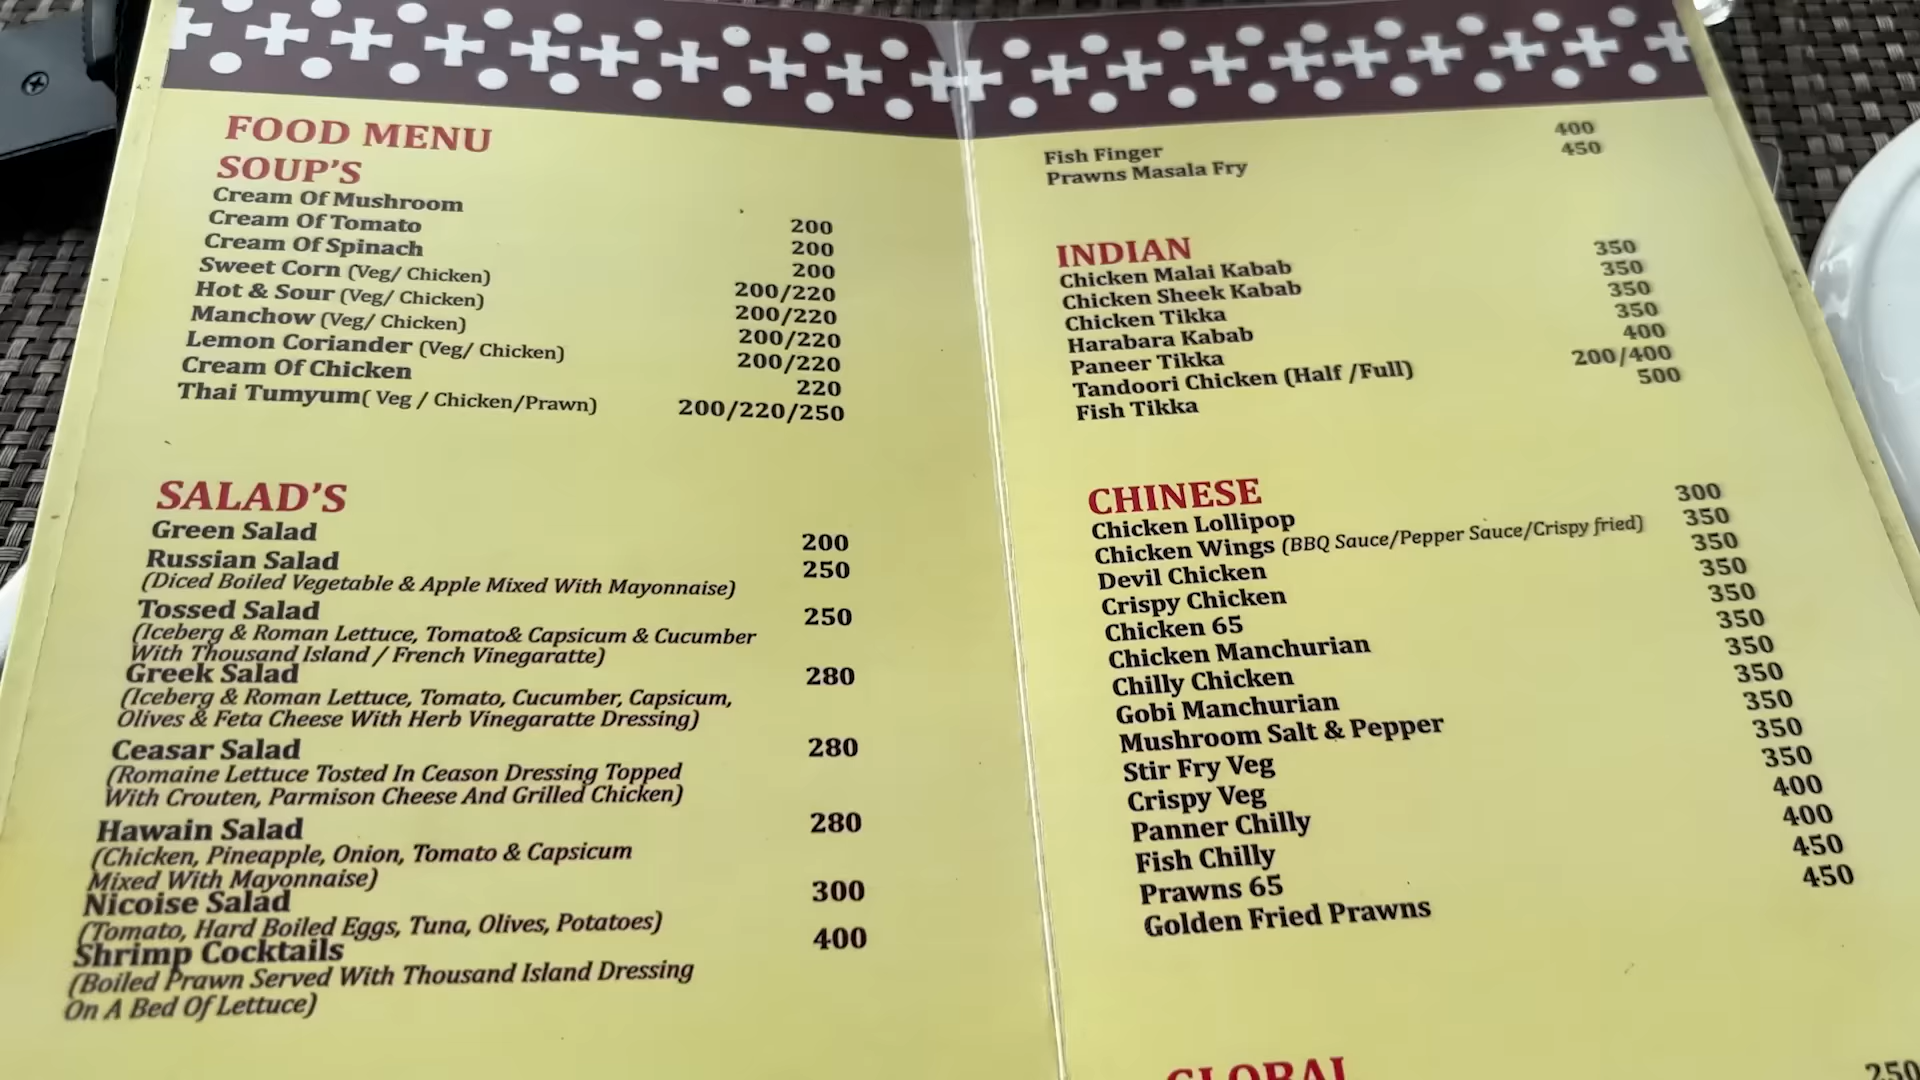 FOOD MENU
SOUP'S
Cream Of Mushroom 200
Cream Of Tomato 200
Cream Of Spinach 200
Sweet Corn (Veg/ Chicken) 200/220
Hot & Sour (Veg/ Chicken) 200/220
Manchow (Veg/ Chicken) 200/220
Lemon Coriander (Veg/ Chicken) 200/220
Cream Of Chicken 220
Thai Tumyum( Veg / Chicken/Prawn) 200/220/250
SALAD'S
Green Salad 200
Russian Salad 250
(Diced Boiled Vegetable & Apple Mixed With Mayonnaise)
Tossed Salad 250
(Iceberg & Roman Lettuce, Tomato& Capsicum & Cucumber
With Thousand Island / French Vinegaratte)
Greek Salad 280
(Iceberg & Roman Lettuce, Tomato, Cucumber, Capsicum,
Olives & Feta Cheese With Herb Vinegaratte Dressing)
Ceasar Salad 280
(Romaine Lettuce Tosted In Ceason Dressing Topped
With Crouten, Parmison Cheese And Grilled Chicken)
Hawain Salad 280
(Chicken, Pineapple, Onion, Tomato & Capsicum
Mixed With Mayonnaise)
Nicoise Salad 300
(Tomato, Hard Boiled Eggs, Tuna, Olives, Potatoes)
Shrimp Cocktails 400
(Boiled Prawn Served With Thousand Island Dressing
On A Bed Of Lettuce)
Fish Finger 400
Prawns Masala Fry 450
INDIAN
Chicken Malai Kabab 350
Chicken Sheek Kabab 350
Chicken Tikka 350
Harabara Kabab 350
Paneer Tikka 400
Tandoori Chicken (Half /Full) 200/400
Fish Tikka 500
CHINESE
Chicken Lollipop 300
Chicken Wings (BBQ Sauce/Pepper Sauce/Crispy fried) 350
Devil Chicken 350
Crispy Chicken 350
Chicken 65 350
Chicken Manchurian 350
Chilly Chicken 350
Gobi Manchurian 350
Mushroom Salt & Pepper 350
Stir Fry Veg 350
Crispy Veg 350
Panner Chilly 400
Fish Chilly 400
Prawns 65 450
Golden Fried Prawns 450
GLOBAL
250